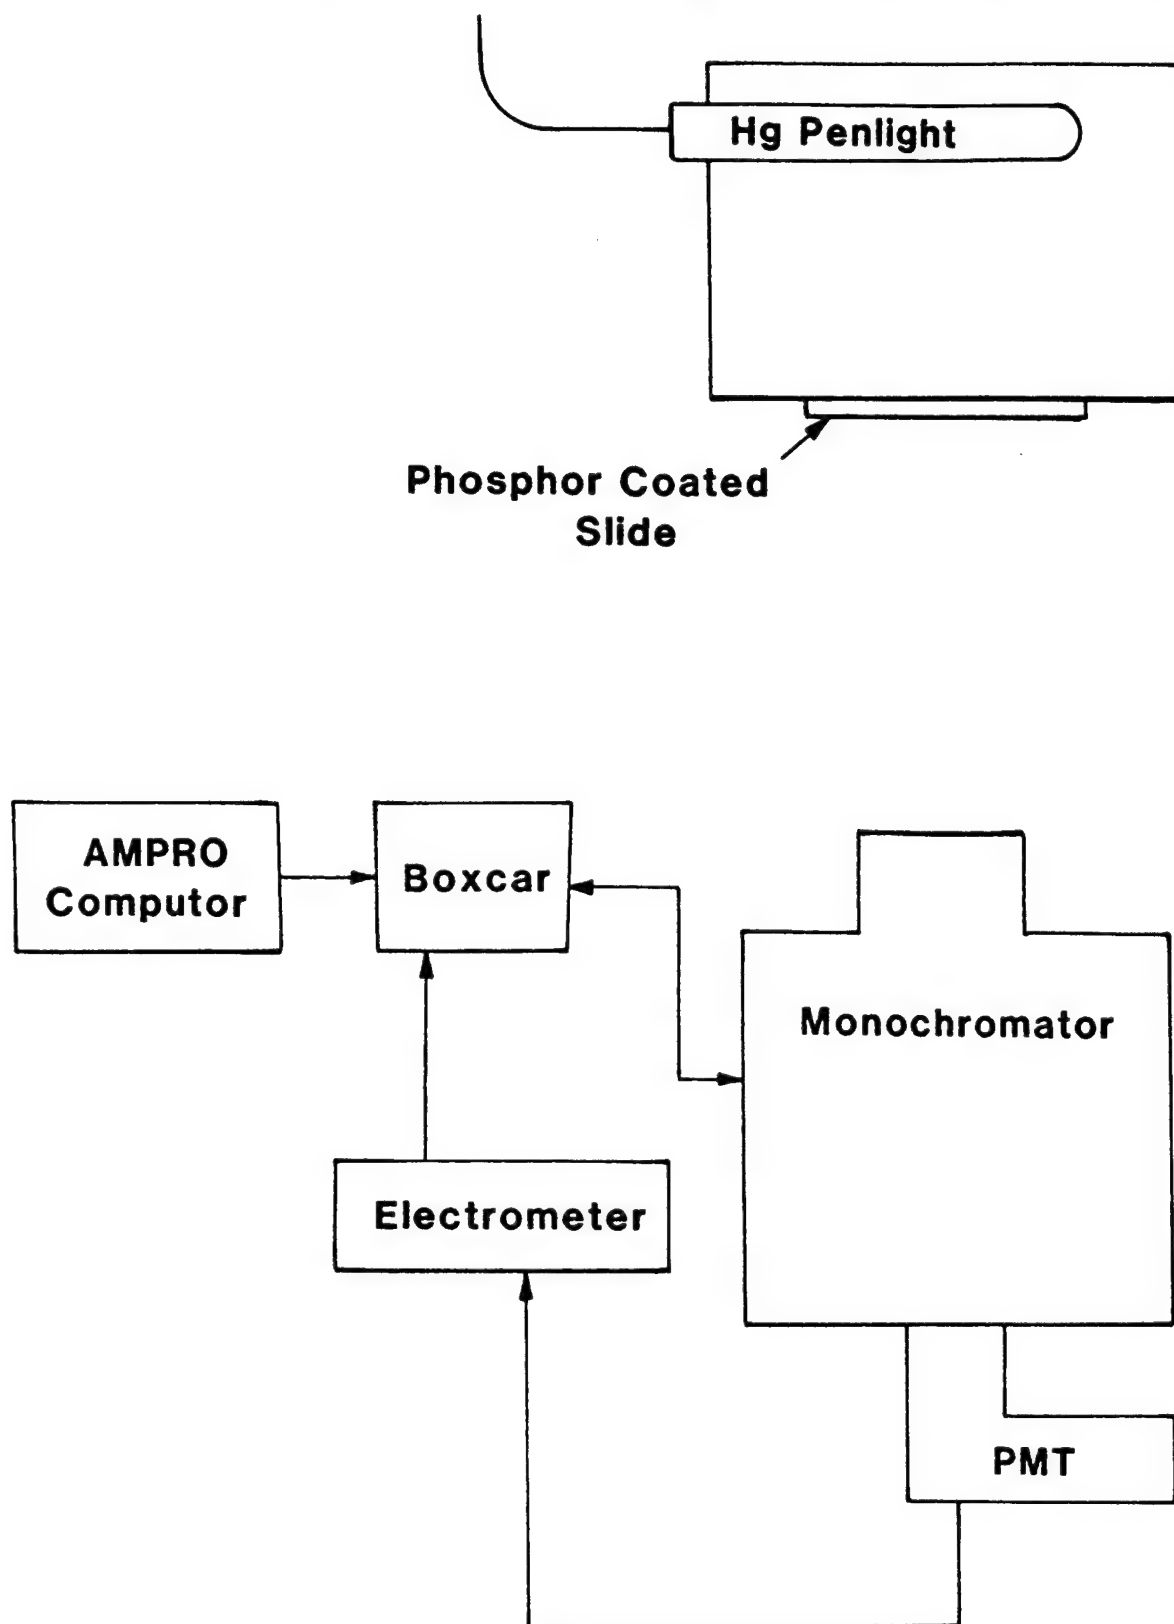 Hg Penlight
Phosphor Coated
Slide
AMPRO
Computor
Boxcar
Monochromator
Electrometer
PMT